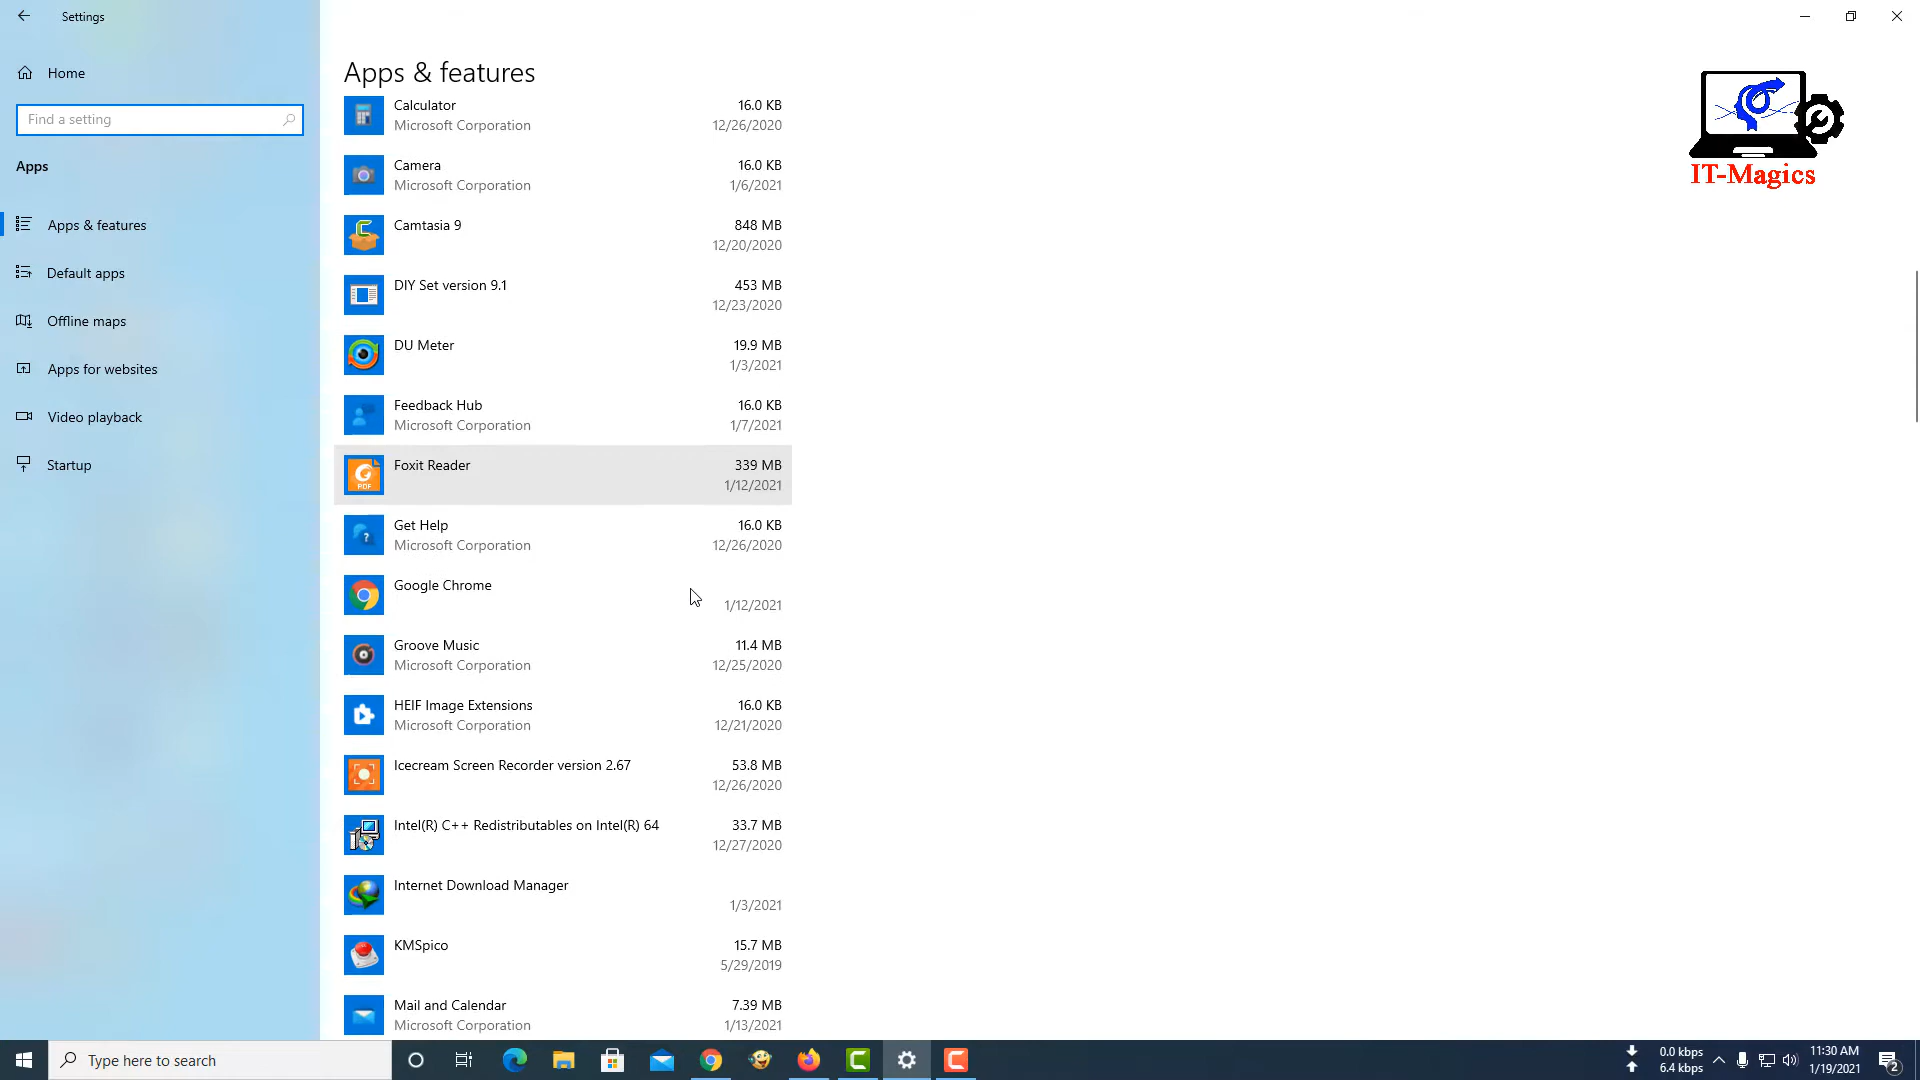 Settings
Home
Find a setting
Apps
Apps & features
Default apps
Offline maps
Apps for websites
Video playback
Startup
Apps & features
Calculator 16.0 KB
Microsoft Corporation 12/26/2020
Camera 16.0 KB
Microsoft Corporation 1/6/2021
Camtasia 9 848 MB
12/20/2020
DIY Set version 9.1 453 MB
12/23/2020
DU Meter 19.9 MB
1/3/2021
Feedback Hub 16.0 KB
Microsoft Corporation 1/7/2021
Foxit Reader 339 MB
PDF
1/12/2021
Get Help 16.0 KB
Microsoft Corporation 12/26/2020
Google Chrome
1/12/2021
Groove Music 11.4 MB
Microsoft Corporation 12/25/2020
HEIF Image Extensions 16.0 KB
Microsoft Corporation 12/21/2020
Icecream Screen Recorder version 2.67 53.8 MB
12/26/2020
Intel(R) C++ Redistributables on Intel(R) 64 33.7 MB
12/27/2020
Internet Download Manager
1/3/2021
KMSpico 15.7 MB
5/29/2019
Mail and Calendar 7.39 MB
Microsoft Corporation 1/13/2021
IT-Magics
Type here to search
0.0 kbps
6.4 kbps
11:30 AM
1/19/2021
2